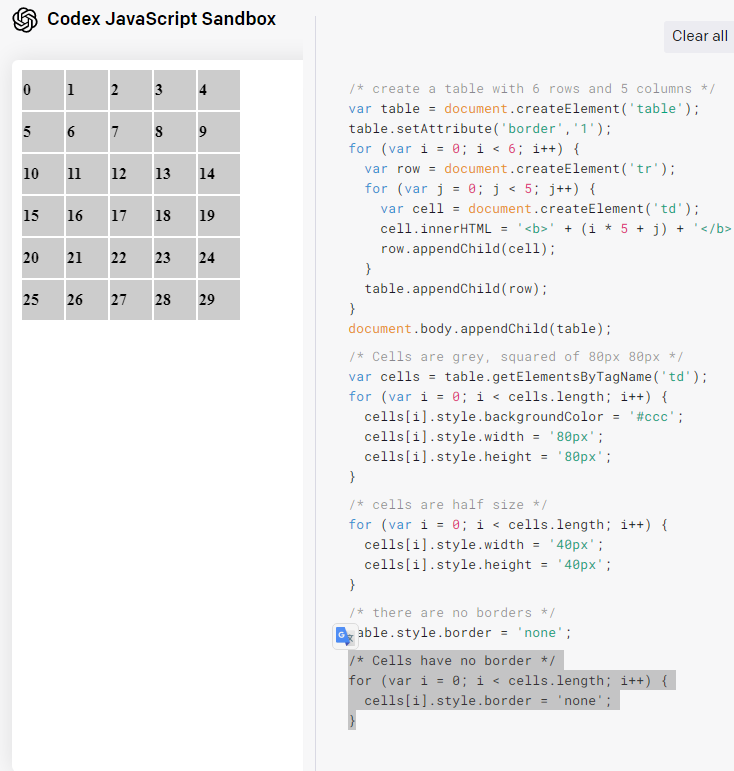 Codex JavaScript Sandbox
Clear all
0 1 2 3 4
5 6 7 8 9
10 11 12 13 14
15 16 17 18 19
20 21 22 23 24
25 26 27 28 29
/* create a table with 6 rows and 5 columns */
var table = document.createElement('table');
table.setAttribute('border','1');
for (var i = 0; i < 6; i++) {
  var row = document.createElement('tr');
  for (var j = 0; j < 5; j++) {
    var cell = document.createElement('td');
    cell.innerHTML = '<b>' + (i * 5 + j) + '</b>
    row.appendChild(cell);
  }
  table.appendChild(row);
}
document.body.appendChild(table);
/* Cells are grey, squared of 80px 80px */
var cells = table.getElementsByTagName('td');
for (var i = 0; i < cells.length; i++) {
  cells[i].style.backgroundColor = '#ccc';
  cells[i].style.width = '80px';
  cells[i].style.height = '80px';
}
/* cells are half size */
for (var i = 0; i < cells.length; i++) {
  cells[i].style.width = '40px';
  cells[i].style.height = '40px';
}
/* there are no borders */
able.style.border = 'none';
/* Cells have no border */
for (var i = 0; i < cells.length; i++) {
  cells[i].style.border = 'none';
}